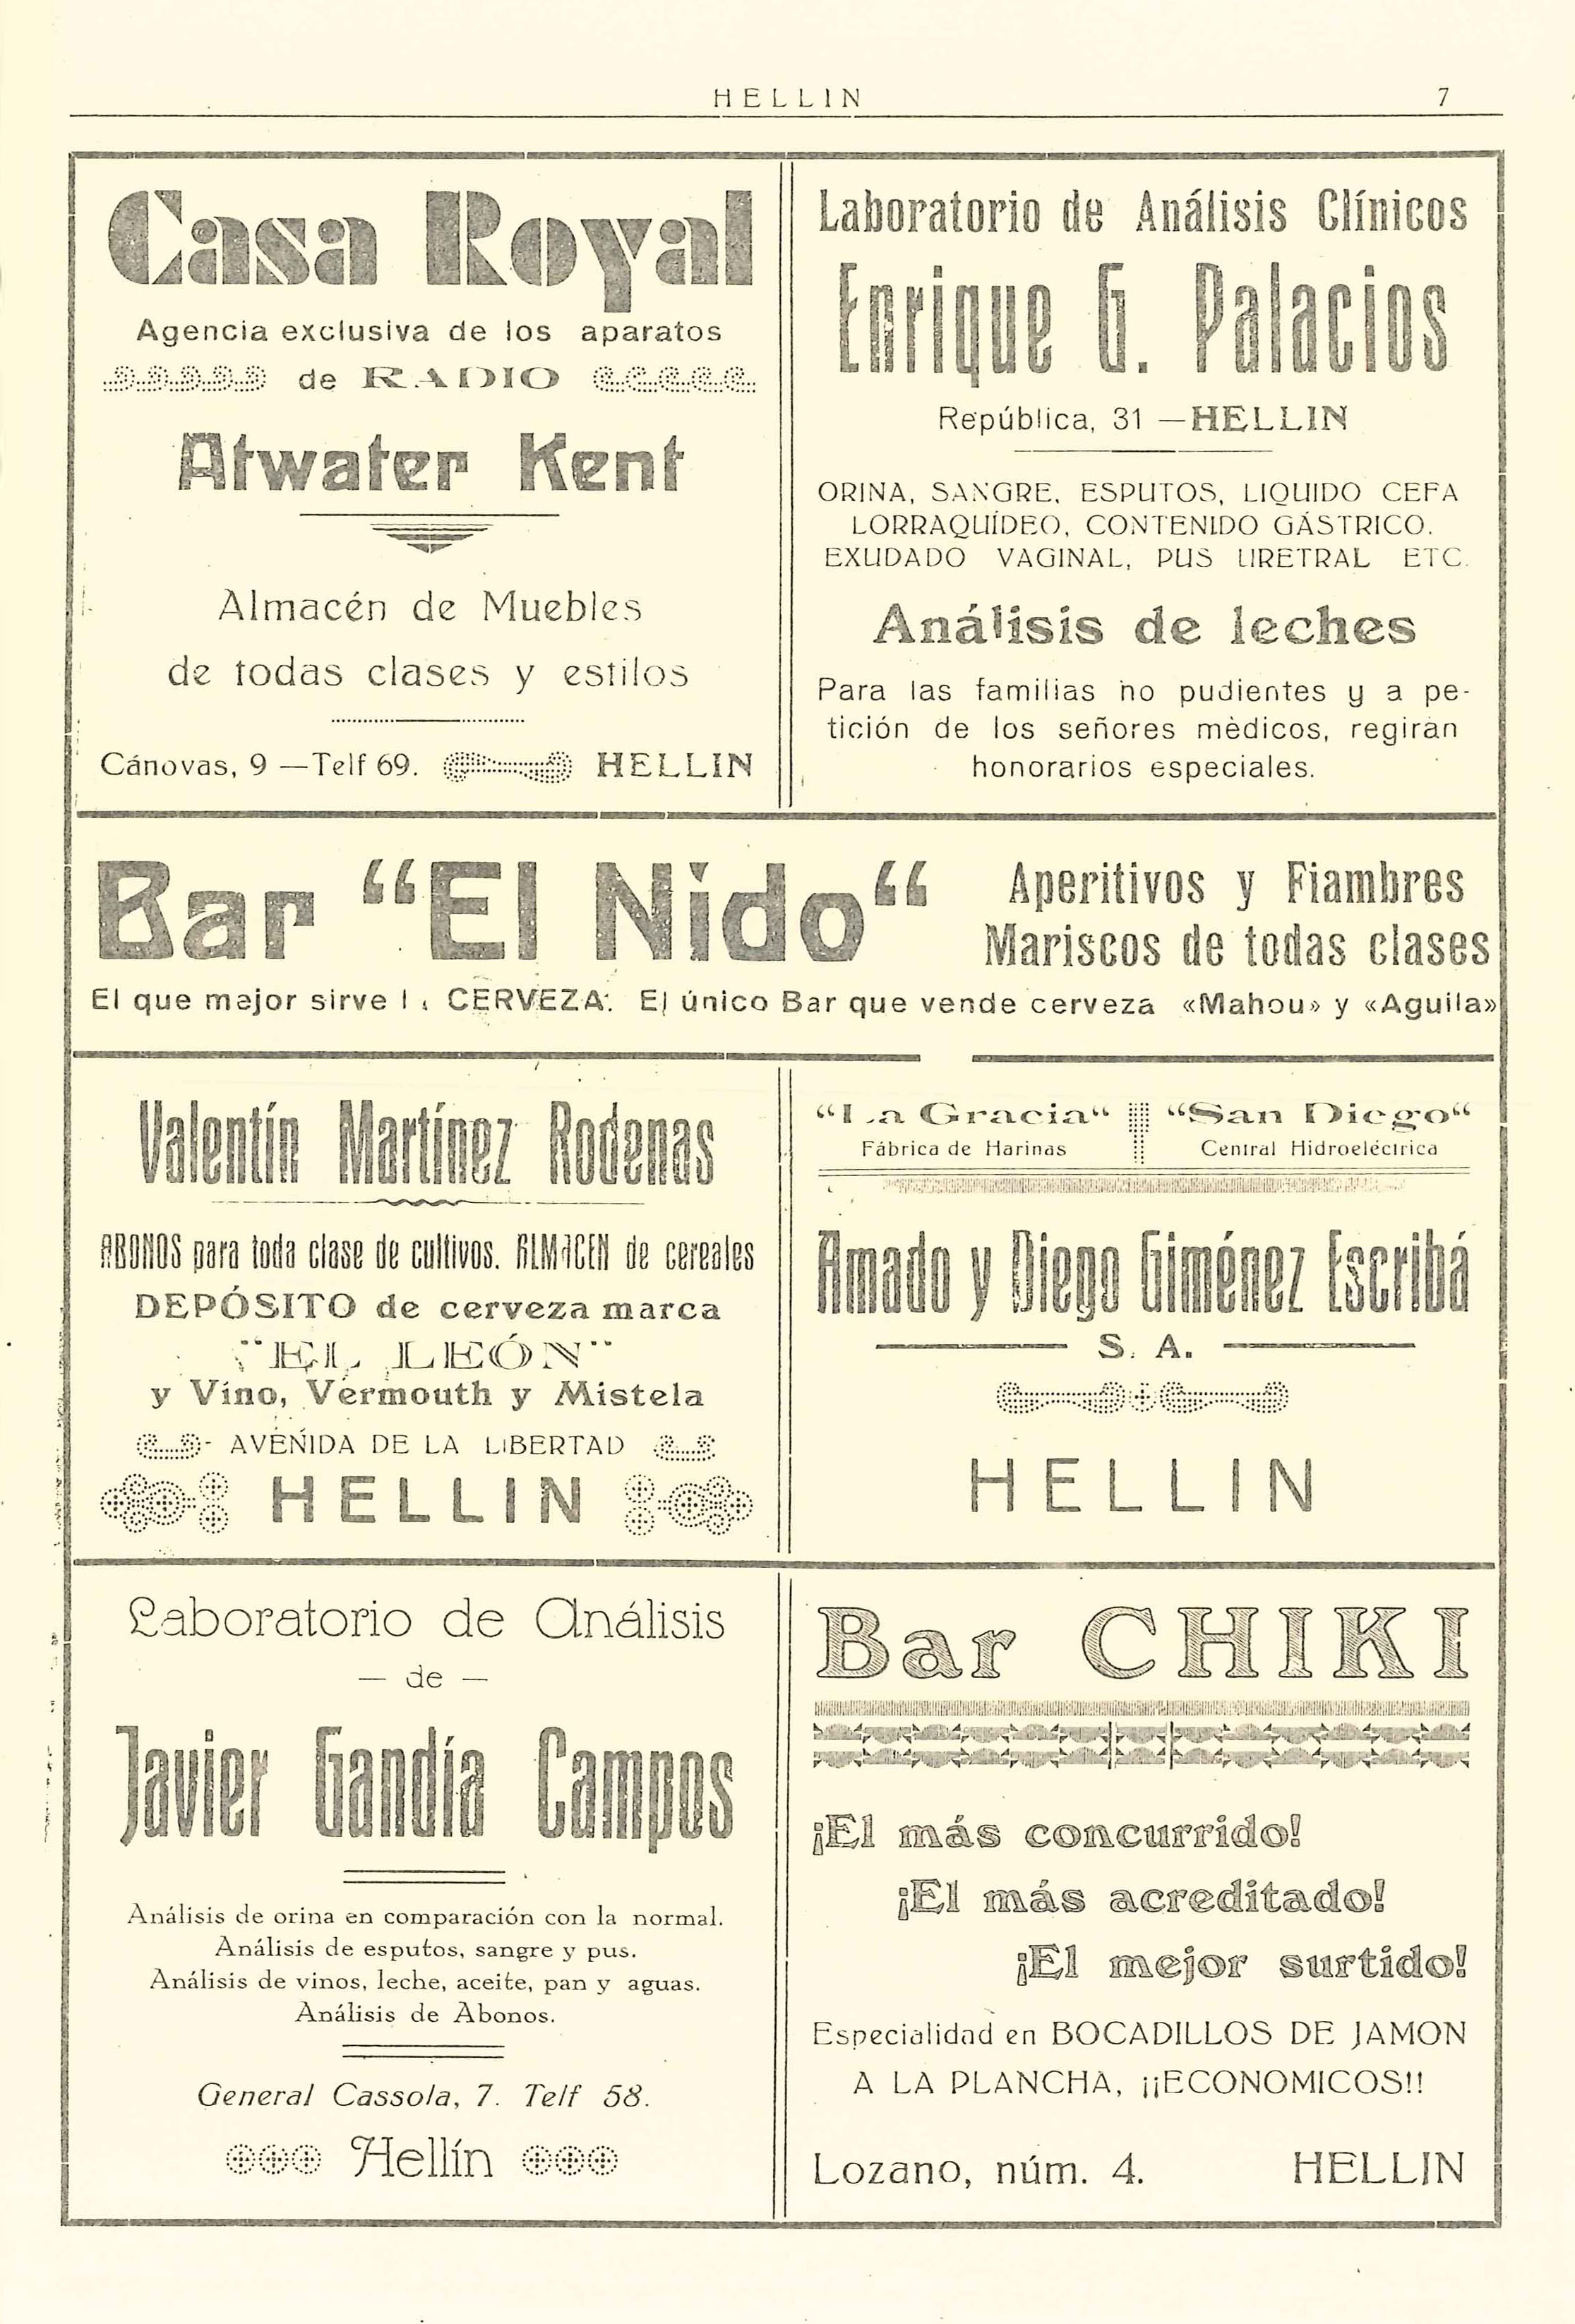 HELLIN 7
Casa Royal
Agencia exclusiva de los aparatos
de RADIO
Atwater Kent
Almacén de Muebles
de todas clases y estilos
Cánovas, 9 —Telf 69. HELLIN
Laboratorio de Análisis Clínicos
Enrique G. Palacios
República, 31 —HELLIN
ORINA, SANGRE, ESPUTOS, LIQUIDO CEFA
LORRAQUÍDEO, CONTENIDO GÁSTRICO.
EXUDADO VAGINAL, PUS URETRAL ETC.
Análisis de leches
Para las familias no pudientes y a pe-
tición de los señores mèdicos, regiràn
honorarios especiales.
Bar “El Nido“
Aperitivos y Fiambres
Mariscos de todas clases
El que major sirve l CERVEZA. El único Bar que vende cerveza «Mahou» y «Aguila»
Valentín Martínez Rodenas
ABONOS para toda clase de cultivos. ALMACEN de cereales
DEPÓSITO de cerveza marca
"EL LEÓN"
y Vino, Vermouth y Mistela
AVENIDA DE LA LIBERTAD
HELLIN
“La Gracia“ “San Diego“
Fábrica de Harinas Central Hidroeléctrica
Amado y Diego Giménez Escribá
S. A.
HELLIN
Laboratorio de Análisis
— de —
Javier Gandía Campos
Análisis de orina en comparación con la normal.
Análisis de esputos, sangre y pus.
Análisis de vinos, leche, aceite, pan y aguas.
Análisis de Abonos.
General Cassola, 7. Telf 58.
Hellín
Bar CHIKI
¡El más concurrido!
¡El más acreditado!
¡El mejor surtido!
Especialidad en BOCADILLOS DE JAMON
A LA PLANCHA, ¡¡ECONOMICOS!!
Lozano, núm. 4. HELLIN